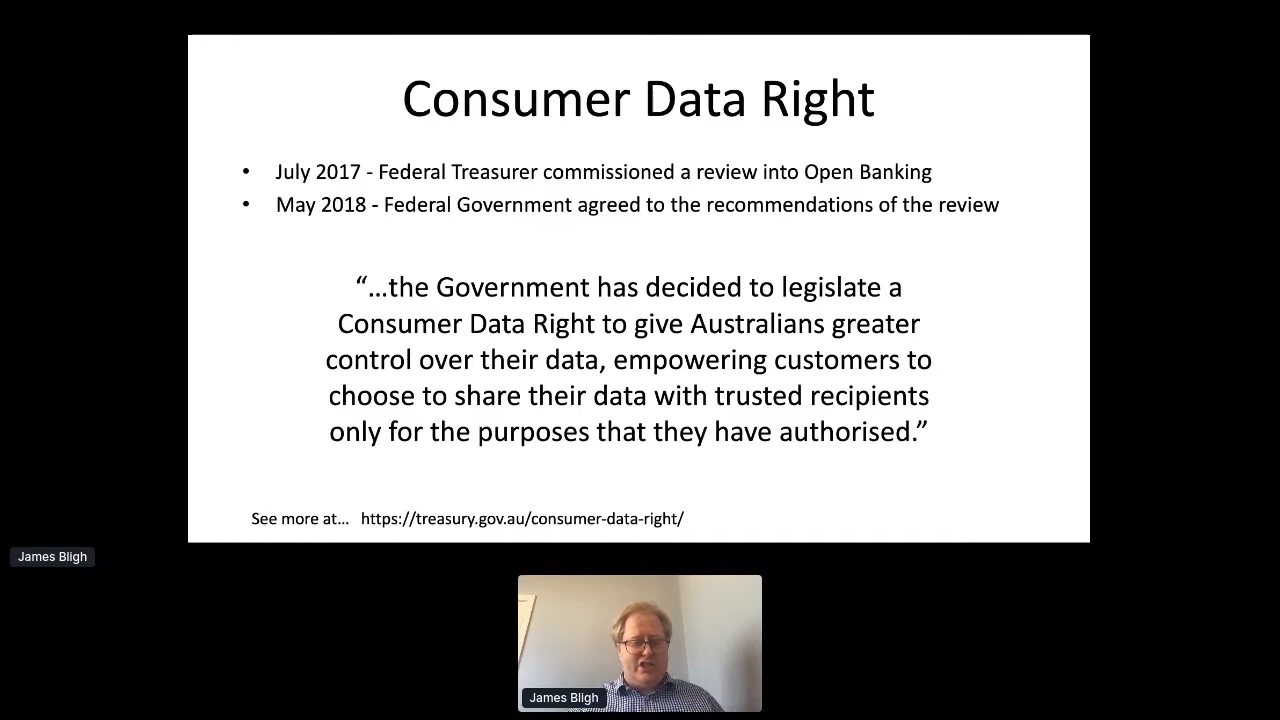 Consumer Data Right
• July 2017 - Federal Treasurer commissioned a review into Open Banking
• May 2018 - Federal Government agreed to the recommendations of the review
“…the Government has decided to legislate a
Consumer Data Right to give Australians greater
control over their data, empowering customers to
choose to share their data with trusted recipients
only for the purposes that they have authorised.”
See more at… https://treasury.gov.au/consumer-data-right/
James Bligh
James Bligh